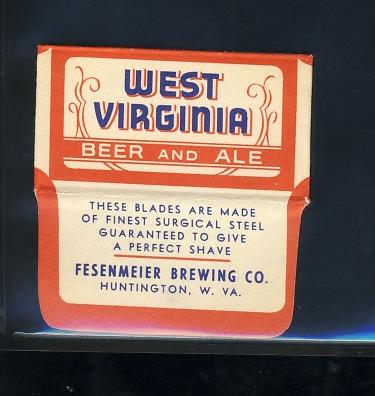 WEST
VIRGINIA
BEER AND ALE
THESE BLADES ARE MADE
OF FINEST SURGICAL STEEL
GUARANTEED TO GIVE
A PERFECT SHAVE
FESENMEIER BREWING CO.
HUNTINGTON, W. VA.